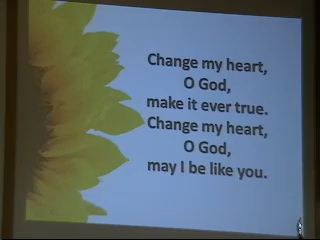 Change my heart,
O God,
make it ever true.
Change my heart,
O God,
may I be like you.